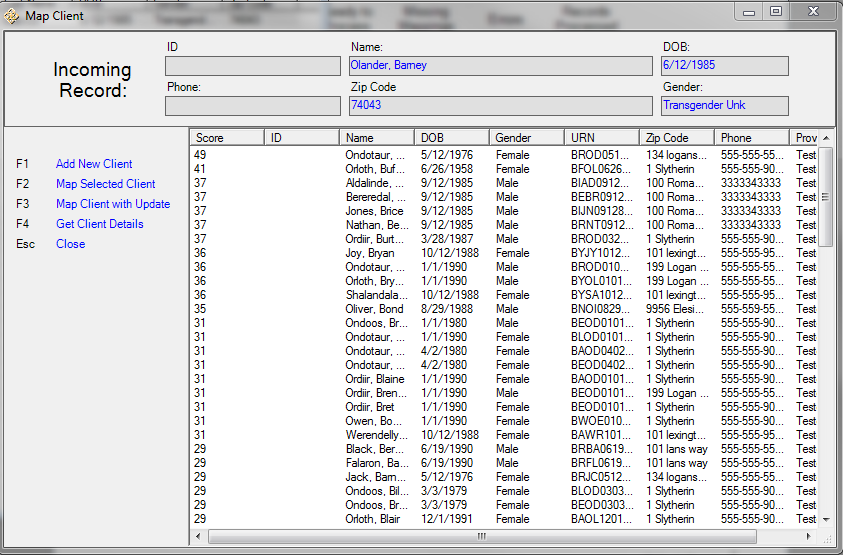 Map Client
Incoming Record:
ID
Name: Olander, Barney
DOB: 6/12/1985
Phone:
Zip Code 74043
Gender: Transgender Unk
F1 Add New Client
F2 Map Selected Client
F3 Map Client with Update
F4 Get Client Details
Esc Close
Score ID Name DOB Gender URN Zip Code Phone Prov
49 Ondotaur, ... 5/12/1976 Female BROD051... 134 logans... 555-555-55... Test
41 Orloth, Buf... 6/26/1958 Female BFOL0626... 1 Slytherin 555-555-90... Test
37 Aldalinde, ... 9/12/1985 Male BIAD0912... 100 Roma... 3333343333 Test
37 Bereredal, ... 9/12/1985 Male BEBR0912... 100 Roma... 3333343333 Test
37 Jones, Brice 9/12/1985 Male BIJN09128... 100 Roma... 3333343333 Test
37 Nathan, Be... 9/12/1985 Male BRNT0912... 100 Roma... 3333343333 Test
37 Ordiir, Burt... 3/28/1987 Male BROD032... 1 Slytherin 555-555-90... Test
36 Joy, Bryan 10/12/1988 Female BYJY1012... 101 lexingt... 555-555-95... Test
36 Ondotaur, ... 1/1/1990 Male BROD010... 199 Logan ... 555-555-90... Test
36 Orloth, Bry... 1/1/1990 Male BYOL0101... 199 Logan ... 555-555-90... Test
36 Shalandala... 10/12/1988 Female BYSA1012... 101 lexingt... 555-555-95... Test
35 Oliver, Bond 8/29/1988 Male BNOI0829... 9956 Elesi... 555-559-55... Test
31 Ondoos, Br... 1/1/1980 Male BEOD0101... 1 Slytherin 555-555-90... Test
31 Ondotaur, ... 1/1/1990 Female BLOD0101... 1 Slytherin 555-555-90... Test
31 Ondotaur, ... 4/2/1980 Female BAOD0402... 1 Slytherin 555-555-90... Test
31 Ondotaur, ... 4/2/1980 Female BEOD0402... 1 Slytherin 555-555-90... Test
31 Ordiir, Blaine 1/1/1990 Female BAOD0101... 1 Slytherin 555-555-90... Test
31 Ordiir, Bren... 1/1/1990 Male BEOD0101... 199 Logan ... 555-555-90... Test
31 Ordiir, Bret 1/1/1990 Female BEOD0101... 1 Slytherin 555-555-90... Test
31 Owen, Bo... 1/1/1990 Female BWOE010... 1 Slytherin 555-555-90... Test
31 Werendelly... 10/12/1988 Female BAWR101... 101 lexingt... 555-555-95... Test
29 Black, Ber... 6/19/1990 Male BRBA0619... 101 lans way 555-555-55... Test
29 Falaron, Ba... 6/19/1990 Male BRFL0619... 101 lans way 555-555-55... Test
29 Jack, Barn... 5/12/1976 Female BRJC0512... 134 logans... 555-555-55... Test
29 Ondoos, Bil... 3/3/1979 Female BLOD0303... 1 Slytherin 555-555-90... Test
29 Ondoos, Br... 3/3/1979 Female BEOD0303... 1 Slytherin 555-555-90... Test
29 Orloth, Blair 12/1/1991 Female BAOL1201... 1 Slytherin 555-555-90... Test